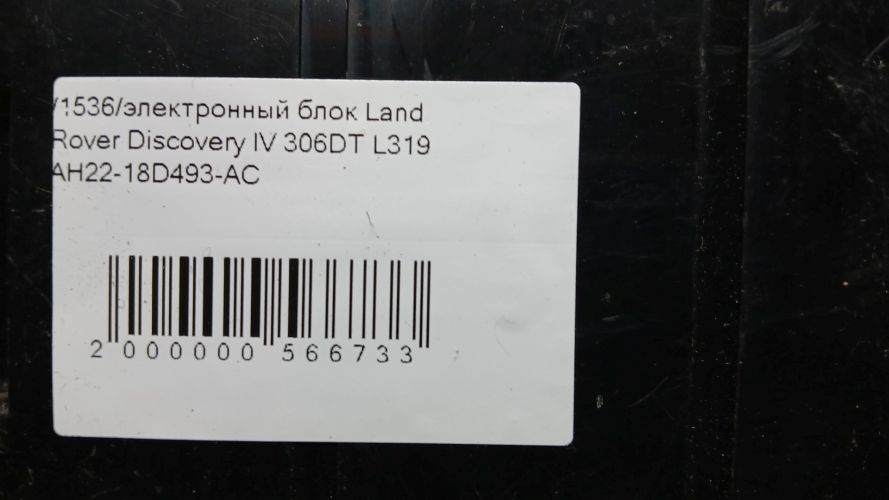 /1536/электронный блок Land
Rover Discovery IV 306DT L319
AH22-18D493-AC
2 000000 566733